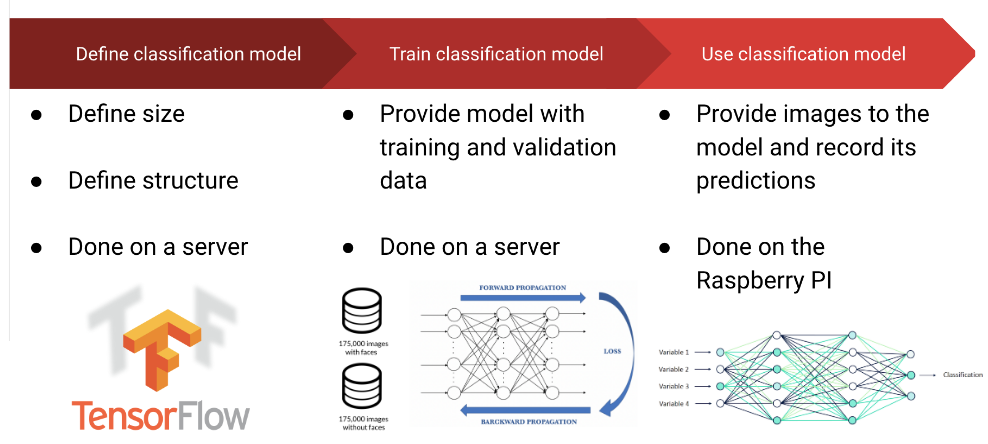 Define classification model
Train classification model
Use classification model
● Define size
● Define structure
● Done on a server
TensorFlow
● Provide model with
training and validation
data
● Done on a server
175,000 images
with faces
175,000 images
without faces
FORWARD PROPAGATION
LOSS
BARCKWARD PROPAGATION
● Provide images to the
model and record its
predictions
● Done on the
Raspberry PI
Variable 1
Variable 2
Variable 3
Variable 4
Classification